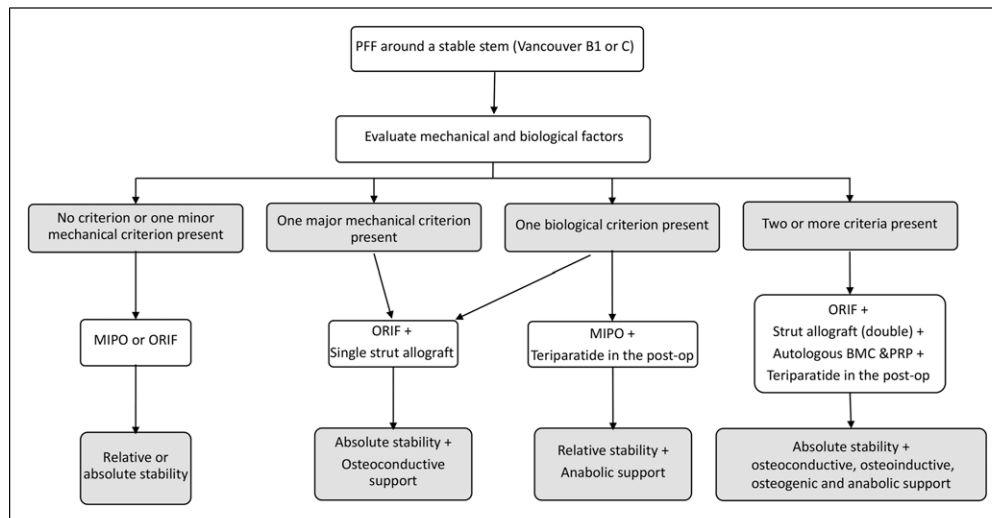 PFF around a stable stem (Vancouver B1 or C)
Evaluate mechanical and biological factors
No criterion or one minor
mechanical criterion present
One major mechanical criterion
present
One biological criterion present
Two or more criteria present
MIPO or ORIF
ORIF +
Single strut allograft
MIPO +
Teriparatide in the post-op
ORIF +
Strut allograft (double) +
Autologous BMC &PRP +
Teriparatide in the post-op
Relative or
absolute stability
Absolute stability +
Osteoconductive
support
Relative stability +
Anabolic support
Absolute stability +
osteoconductive, osteoinductive,
osteogenic and anabolic support